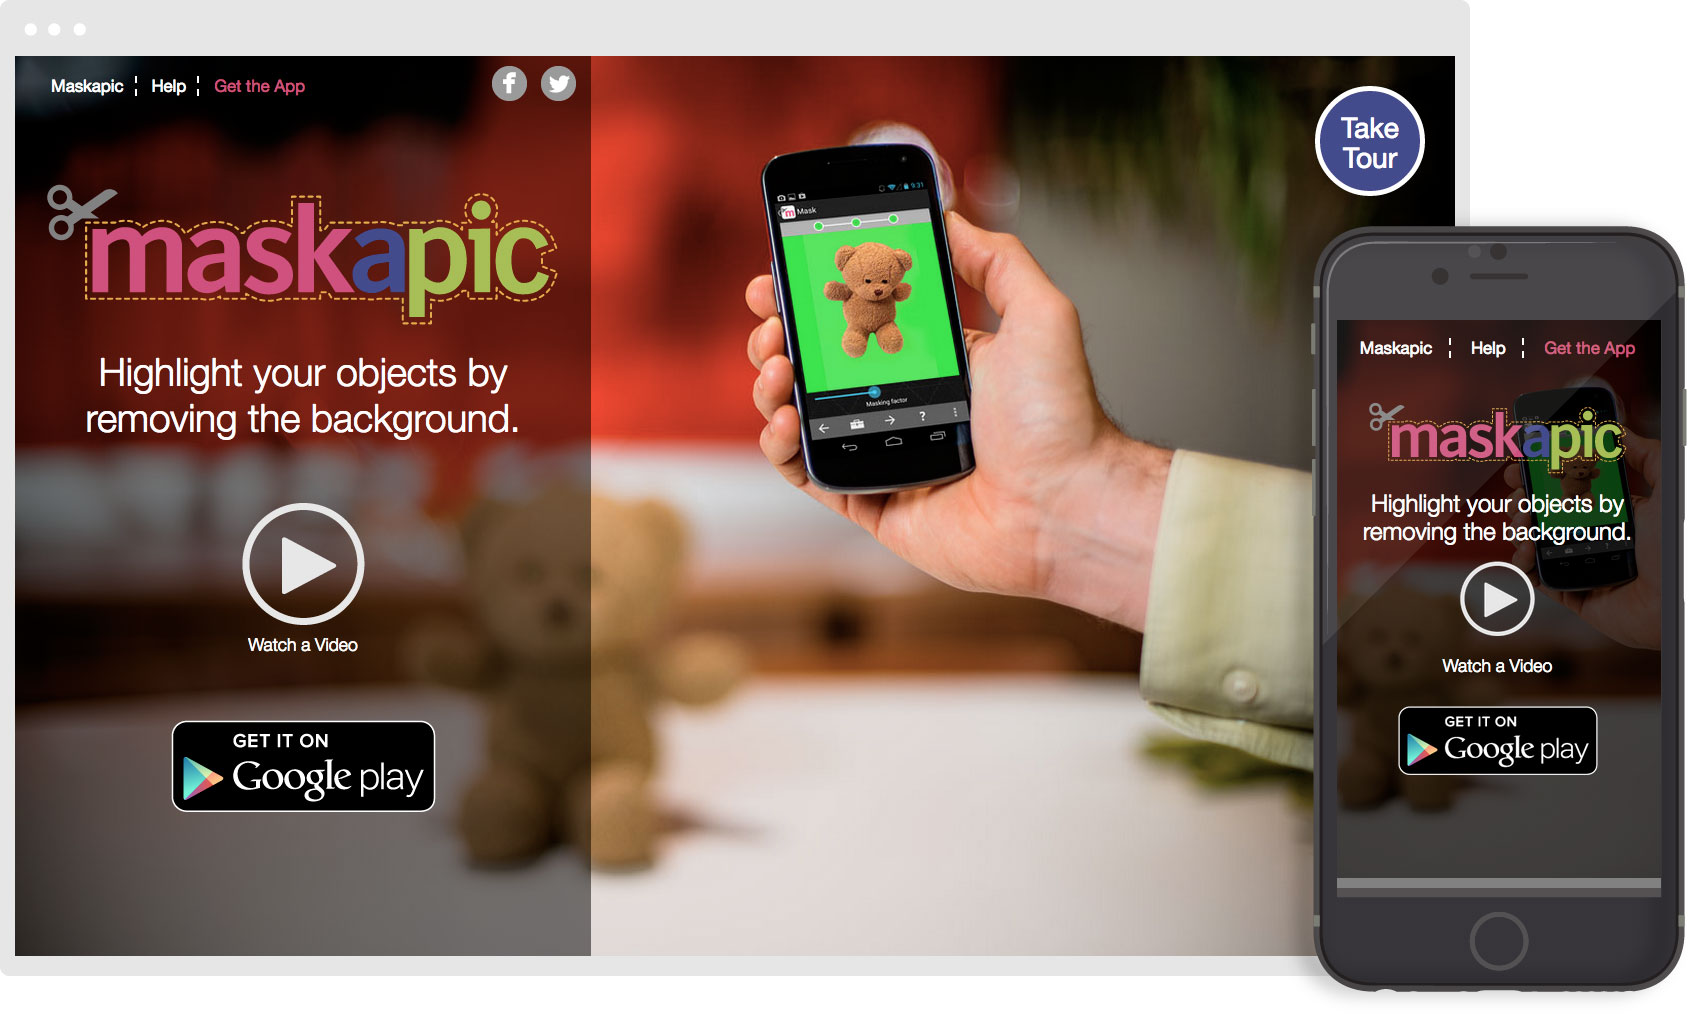 Maskapic
Help
Get the App
Take
Tour
maskapic
Highlight your objects by
removing the background.
Watch a Video
GET IT ON
Google play
9:31
m
Mask
Masking factor
?
Maskapic
Help
Get the App
maskapic
Highlight your objects by
removing the background.
Watch a Video
GET IT ON
Google play